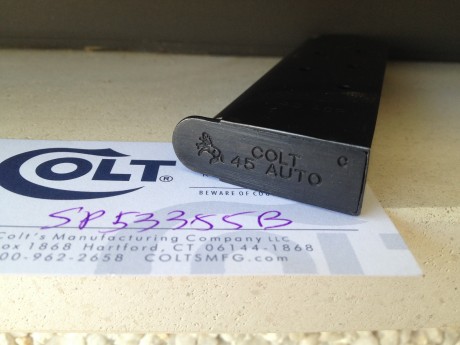 COLT C
45 AUTO
COLT®
BEWARE OF
SP53355B
Colt's Manufacturing Company LLC
ox 1868 Hartford, CT 06144-1868
00-962-2658 COLTSMFG.COM